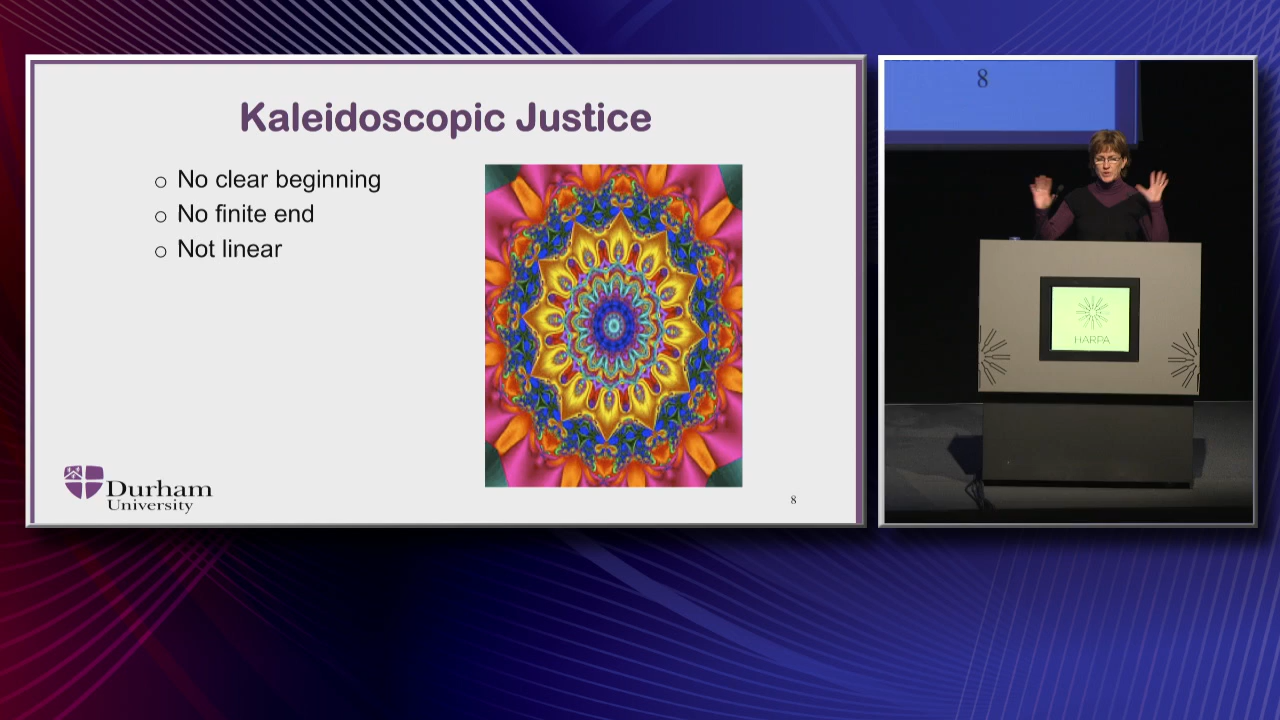 Kaleidoscopic Justice
o No clear beginning
o No finite end
o Not linear
Durham
University
8
8
HARPA